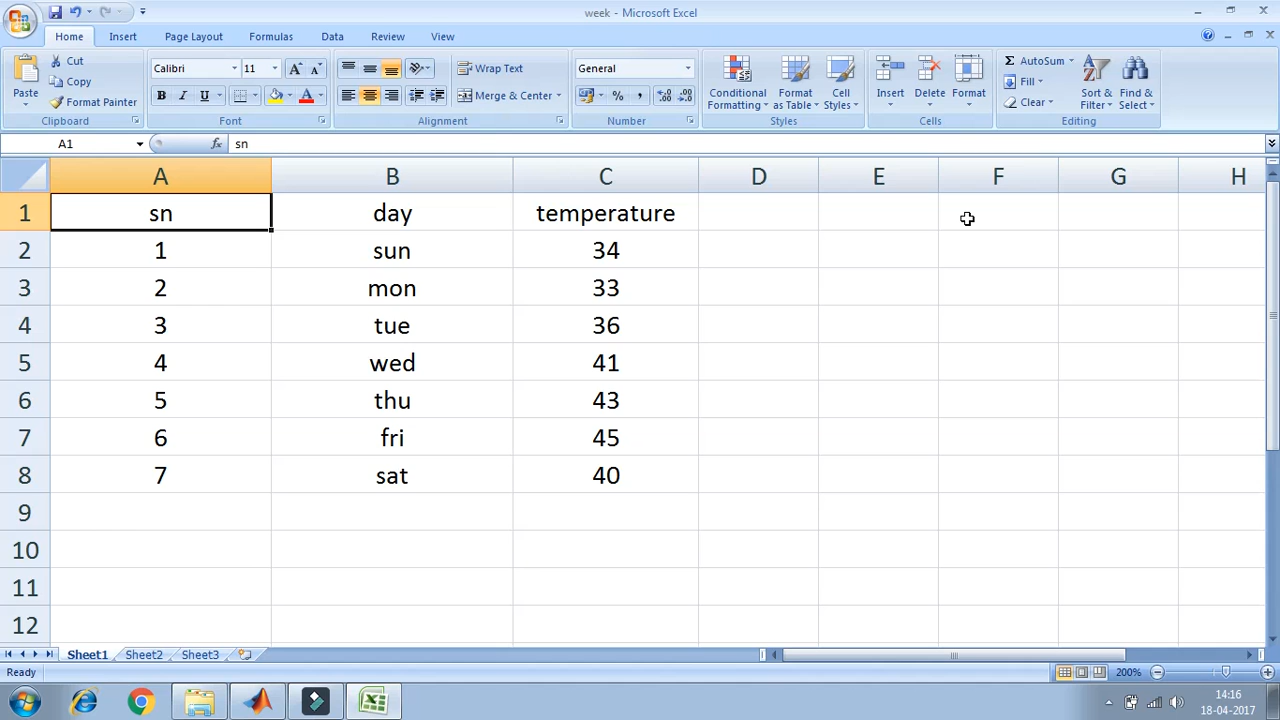 week - Microsoft Excel
Home Insert Page Layout Formulas Data Review View
Paste
Cut
Copy
Format Painter
Clipboard
Calibri 11
B I U
Font
Wrap Text
Merge & Center
Alignment
General
%
Number
Conditional Formatting
Format as Table
Cell Styles
Styles
Insert
Delete
Format
Cells
Σ AutoSum
Fill
Clear
Sort & Filter
Find & Select
Editing
A1 fx sn
A B C D E F G H
1 sn day temperature
2 1 sun 34
3 2 mon 33
4 3 tue 36
5 4 wed 41
6 5 thu 43
7 6 fri 45
8 7 sat 40
9
10
11
12
Sheet1 Sheet2 Sheet3
Ready 200%
14:16
18-04-2017